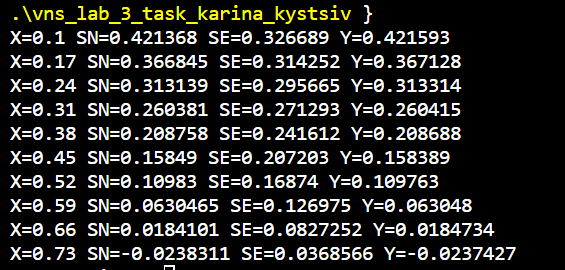 .\vns_lab_3_task_karina_kystsiv }
X=0.1 SN=0.421368 SE=0.326689 Y=0.421593
X=0.17 SN=0.366845 SE=0.314252 Y=0.367128
X=0.24 SN=0.313139 SE=0.295665 Y=0.313314
X=0.31 SN=0.260381 SE=0.271293 Y=0.260415
X=0.38 SN=0.208758 SE=0.241612 Y=0.208688
X=0.45 SN=0.15849 SE=0.207203 Y=0.158389
X=0.52 SN=0.10983 SE=0.16874 Y=0.109763
X=0.59 SN=0.0630465 SE=0.126975 Y=0.063048
X=0.66 SN=0.0184101 SE=0.0827252 Y=0.0184734
X=0.73 SN=-0.0238311 SE=0.0368566 Y=-0.0237427